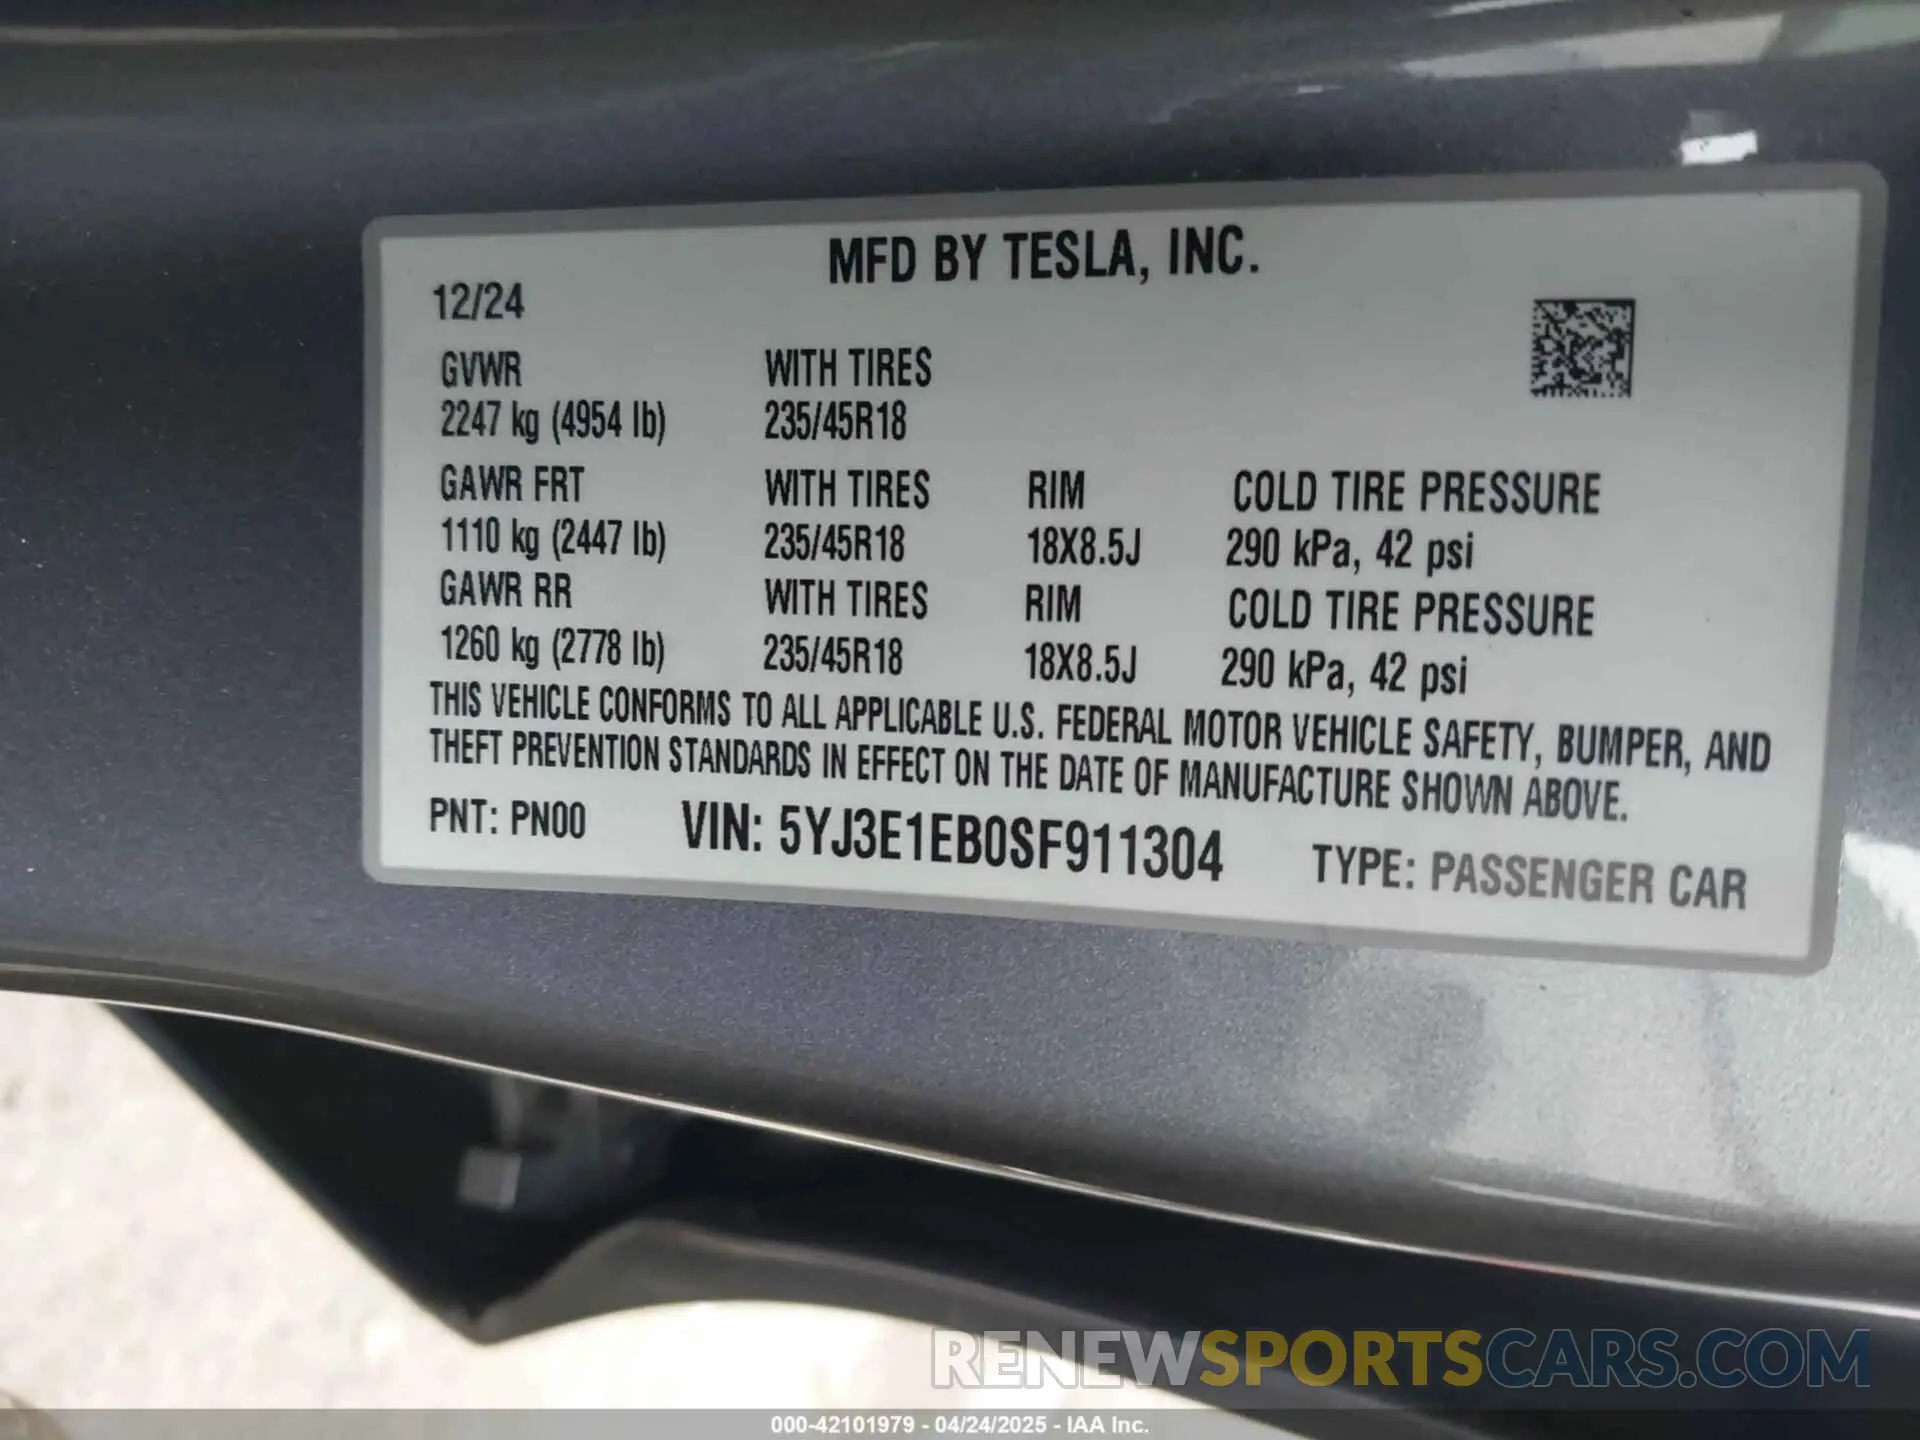 MFD BY TESLA, INC.
12/24
GVWR WITH TIRES
2247 kg (4954 lb) 235/45R18
GAWR FRT WITH TIRES RIM COLD TIRE PRESSURE
1110 kg (2447 lb) 235/45R18 18X8.5J 290 kPa, 42 psi
GAWR RR WITH TIRES RIM COLD TIRE PRESSURE
1260 kg (2778 lb) 235/45R18 18X8.5J 290 kPa, 42 psi
THIS VEHICLE CONFORMS TO ALL APPLICABLE U.S. FEDERAL MOTOR VEHICLE SAFETY, BUMPER, AND
THEFT PREVENTION STANDARDS IN EFFECT ON THE DATE OF MANUFACTURE SHOWN ABOVE.
PNT: PN00 VIN: 5YJ3E1EB0SF911304 TYPE: PASSENGER CAR
RENEWSPORTSCARS.COM
000-42101979 - 04/24/2025 - IAA Inc.